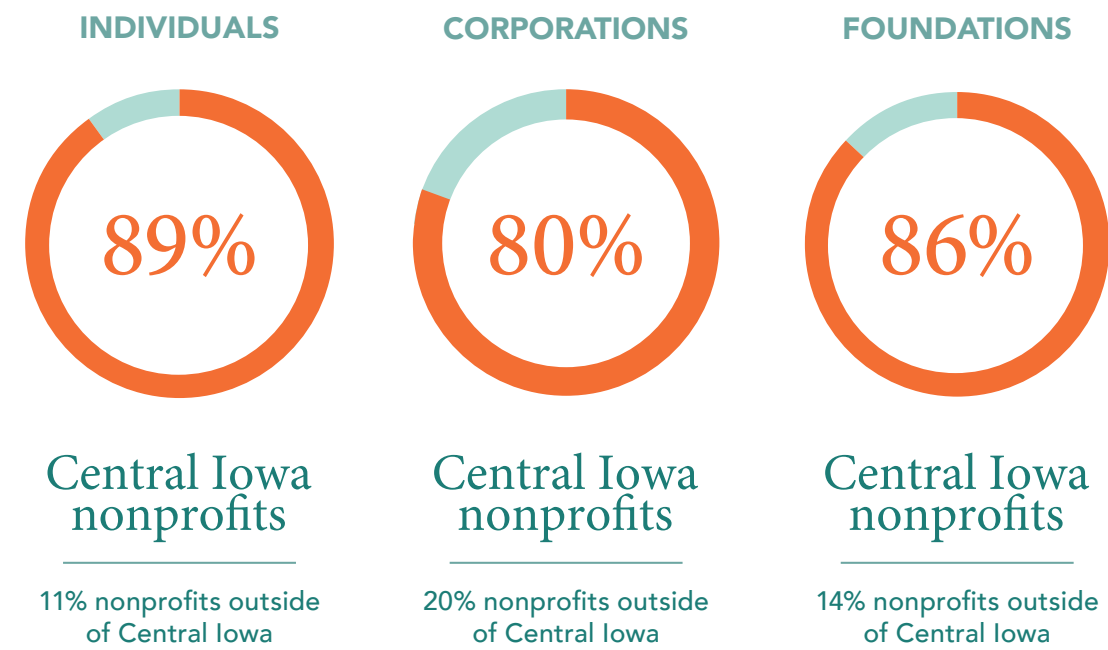 INDIVIDUALS
89%
Central Iowa
nonprofits
11% nonprofits outside
of Central Iowa
CORPORATIONS
80%
Central Iowa
nonprofits
20% nonprofits outside
of Central Iowa
FOUNDATIONS
86%
Central Iowa
nonprofits
14% nonprofits outside
of Central Iowa